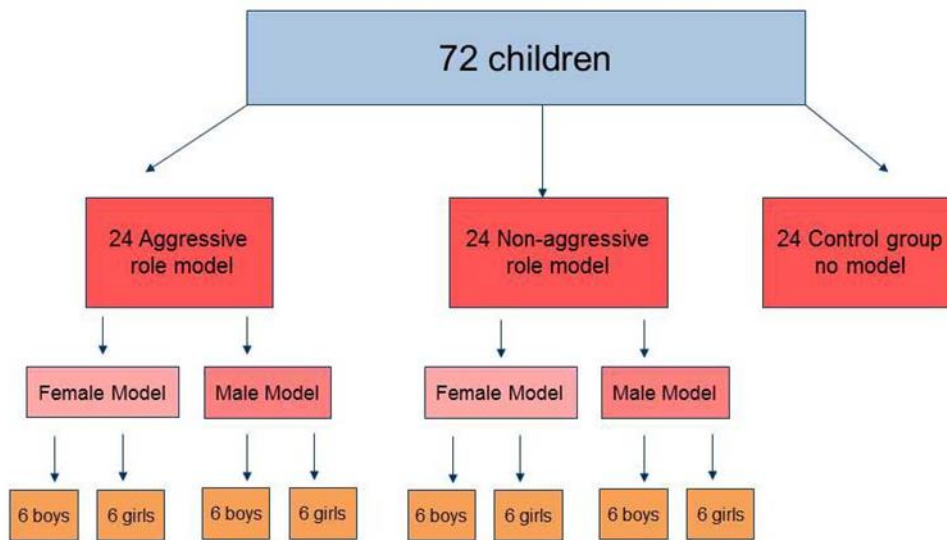 72 children
24 Aggressive
role model
24 Non-aggressive
role model
24 Control group
no model
Female Model
Male Model
Female Model
Male Model
6 boys
6 girls
6 boys
6 girls
6 boys
6 girls
6 boys
6 girls